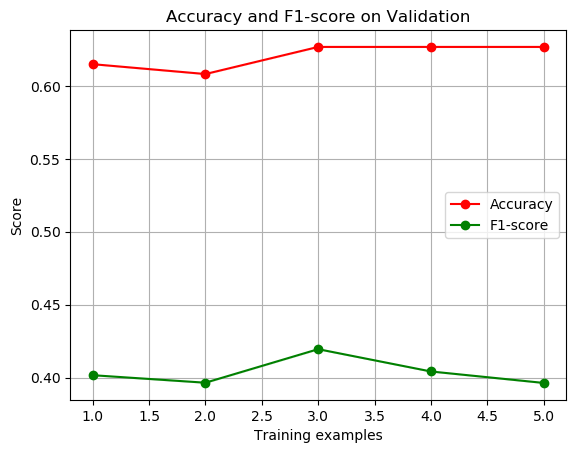 Accuracy and F1-score on Validation
0.60
0.55
0.50
0.45
0.40
Score
Accuracy
F1-score
1.0 1.5 2.0 2.5 3.0 3.5 4.0 4.5 5.0
Training examples